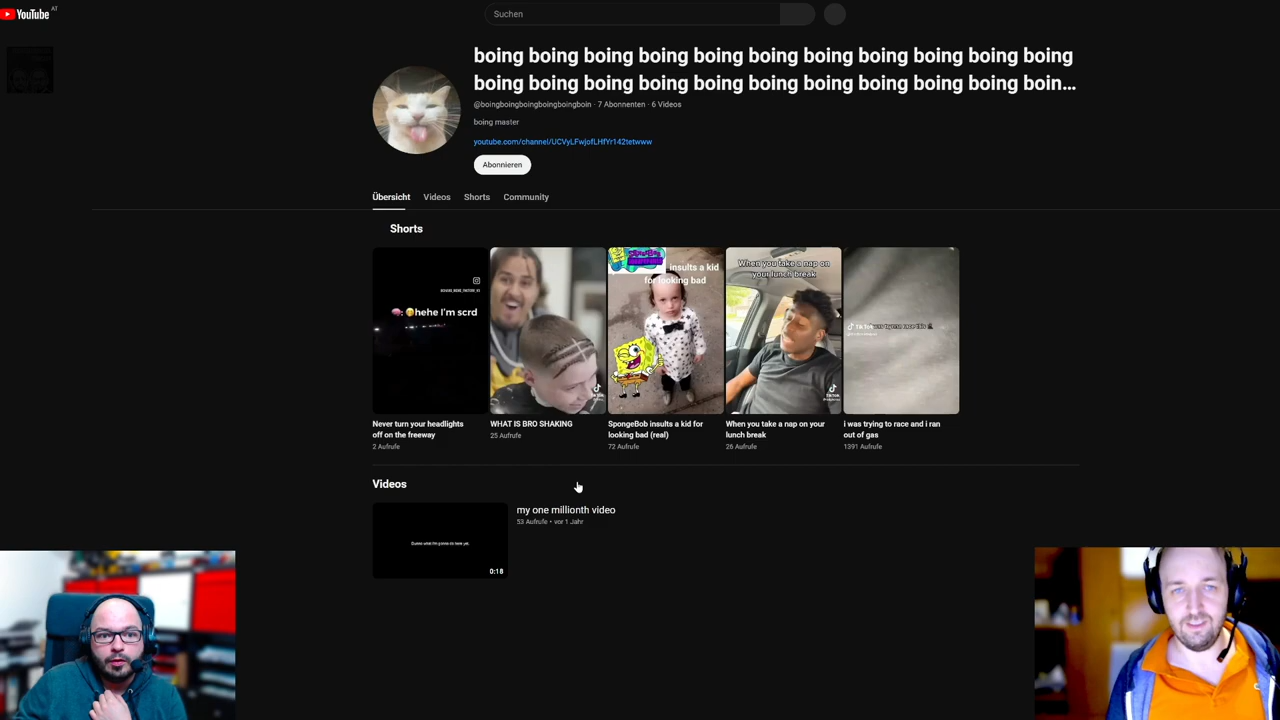 YouTube AT
Suchen
boing boing boing boing boing boing boing boing boing boing boing
boing boing boing boing boing boing boing boing boing boing boin...
@boingboingboingboingboingboin · 7 Abonnenten · 6 Videos
boing master
youtube.com/channel/UCVyLFwjofLHfYr142tetwww
Abonnieren
Übersicht Videos Shorts Community
Shorts
hehe I'm scrd
insults a kid
for looking bad
When you take a nap on
your lunch break
TikTok
Never turn your headlights
off on the freeway
2 Aufrufe
WHAT IS BRO SHAKING
25 Aufrufe
SpongeBob insults a kid for
looking bad (real)
72 Aufrufe
When you take a nap on your
lunch break
26 Aufrufe
i was trying to race and i ran
out of gas
1391 Aufrufe
Videos
my one millionth video
53 Aufrufe • vor 1 Jahr
0:18